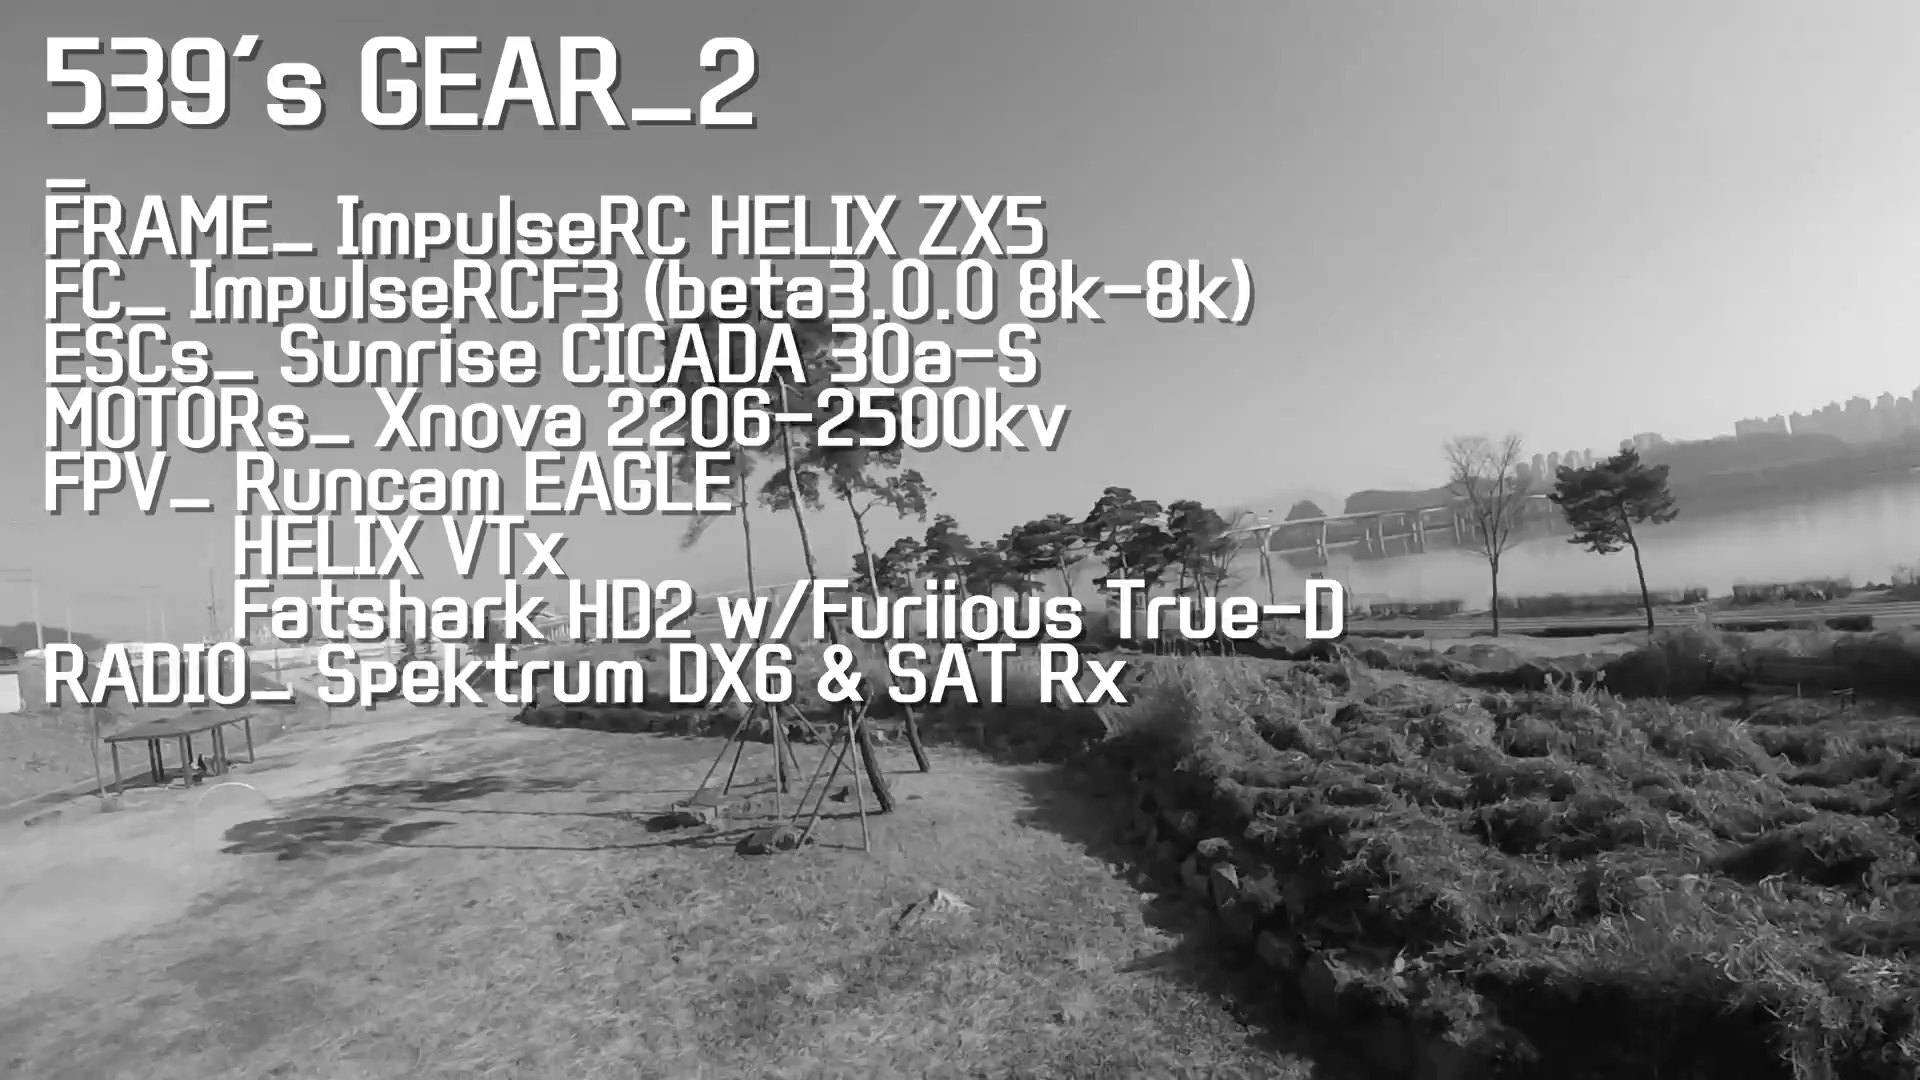 539's GEAR_2
_
FRAME_ ImpulseRC HELIX ZX5
FC_ ImpulseRCF3 (beta3.0.0 8k-8k)
ESCs_ Sunrise CICADA 30a-S
MOTORs_ Xnova 2206-2500kv
FPV_ Runcam EAGLE
HELIX VTx
Fatshark HD2 w/Furiious True-D
RADIO_ Spektrum DX6 & SAT Rx